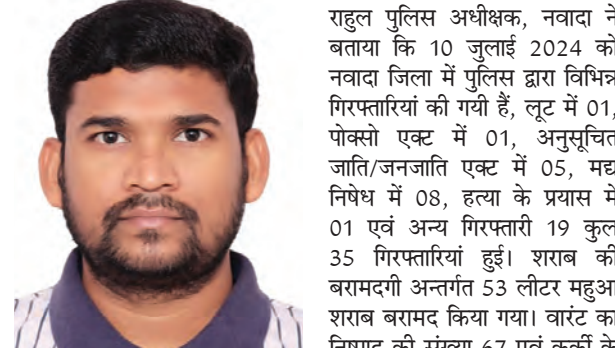 राहुल पुलिस अधीक्षक, नवादा ने
बताया कि 10 जुलाई 2024 को
नवादा जिला में पुलिस द्वारा विभिन्न
गिरफ्तारियां की गयी हैं, लूट में 01,
पोक्सो एक्ट में 01, अनुसूचित
जाति/जनजाति एक्ट में 05, मद्य
निषेध में 08, हत्या के प्रयास में
01 एवं अन्य गिरफ्तारी 19 कुल
35 गिरफ्तारियां हुई। शराब की
बरामदगी अन्तर्गत 53 लीटर महुआ
शराब बरामद किया गया। वारंट का
की संख्या 67 एवं कुर्की के